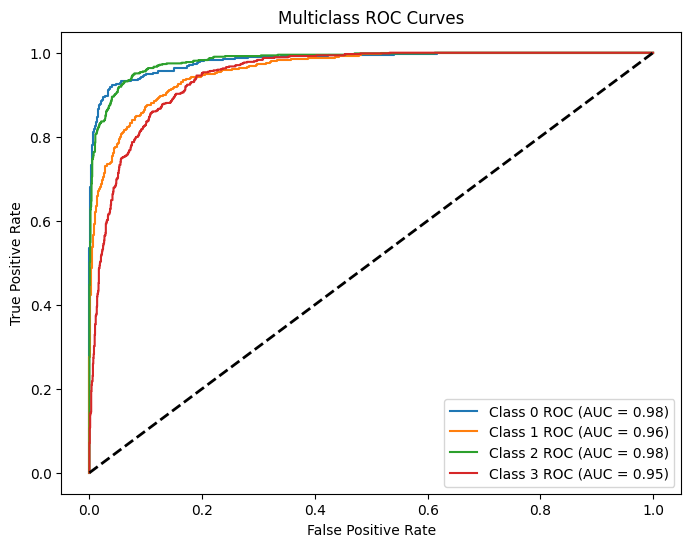 Multiclass ROC Curves
1.0
0.8
0.6
0.4
0.2
0.0
True Positive Rate
0.0 0.2 0.4 0.6 0.8 1.0
False Positive Rate
Class 0 ROC (AUC = 0.98)
Class 1 ROC (AUC = 0.96)
Class 2 ROC (AUC = 0.98)
Class 3 ROC (AUC = 0.95)